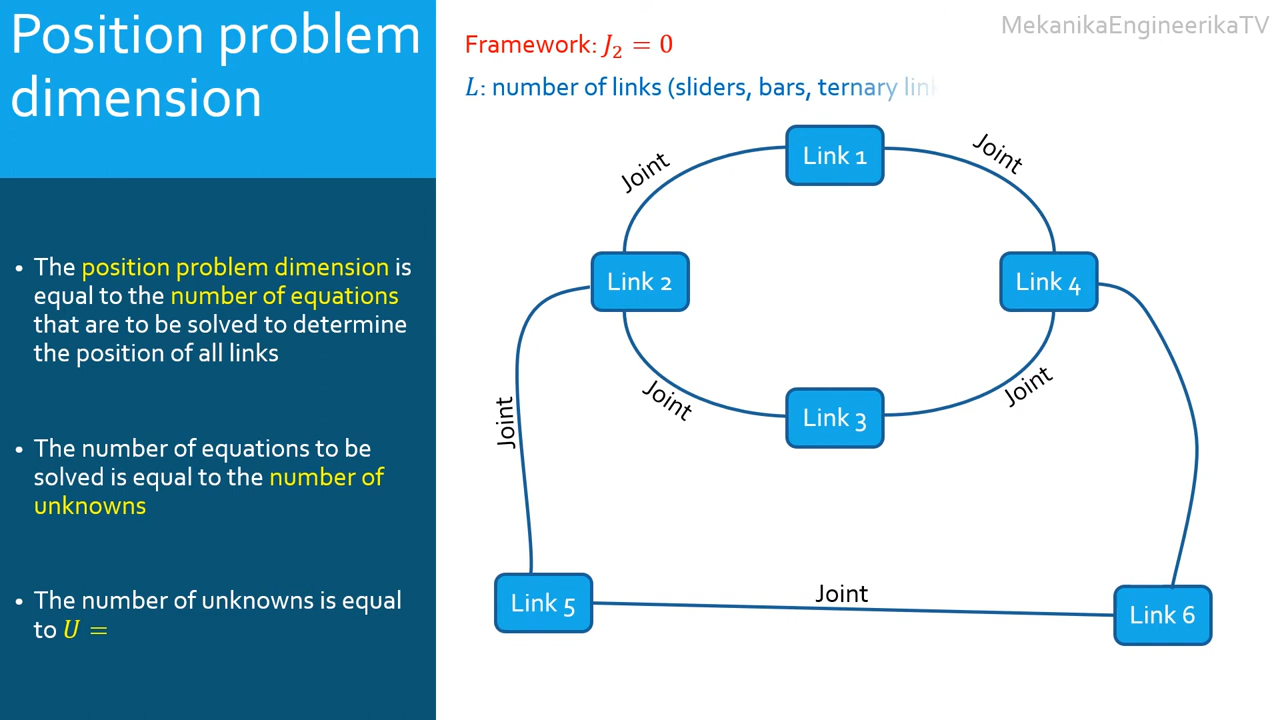 Position problem
dimension
MekanikaEngineerikaTV
Framework: J₂ = 0
L: number of links (sliders, bars, ternary link
• The position problem dimension is
equal to the number of equations
that are to be solved to determine
the position of all links
• The number of equations to be
solved is equal to the number of
unknowns
• The number of unknowns is equal
to U =
Link 1
Joint
Joint
Link 2
Link 4
Joint
Joint
Link 3
Joint
Link 5
Joint
Link 6